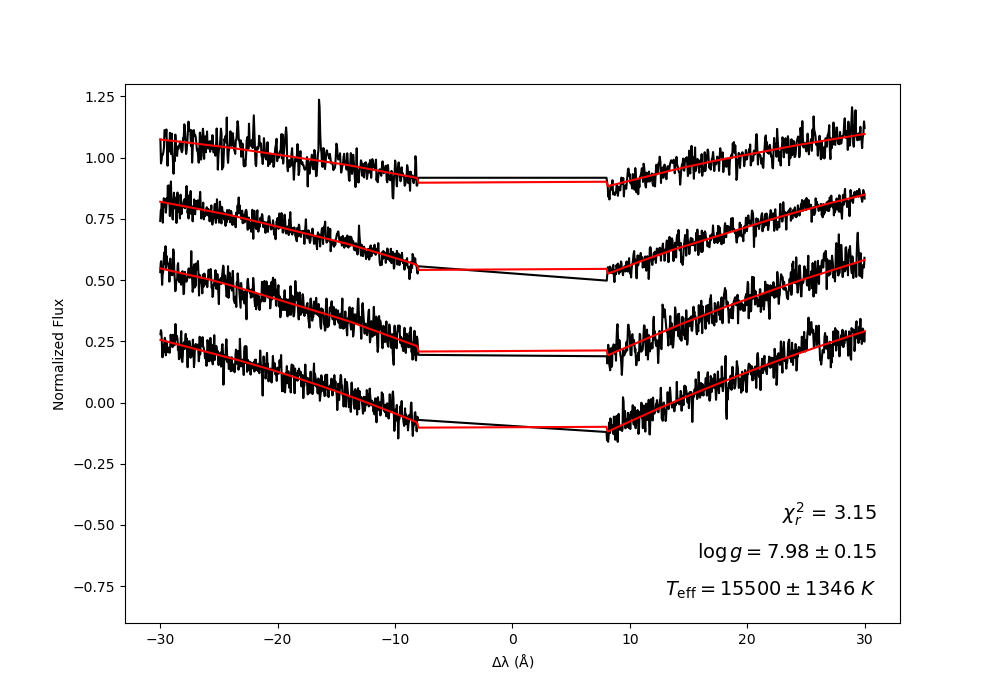 1.25
1.00
0.75
0.50
0.25
0.00
−0.25
−0.50
−0.75
Normalized Flux
χ²ᵣ = 3.15
log g = 7.98 ± 0.15
T_eff = 15500 ± 1346 K
−30 −20 −10 0 10 20 30
Δλ (Å)